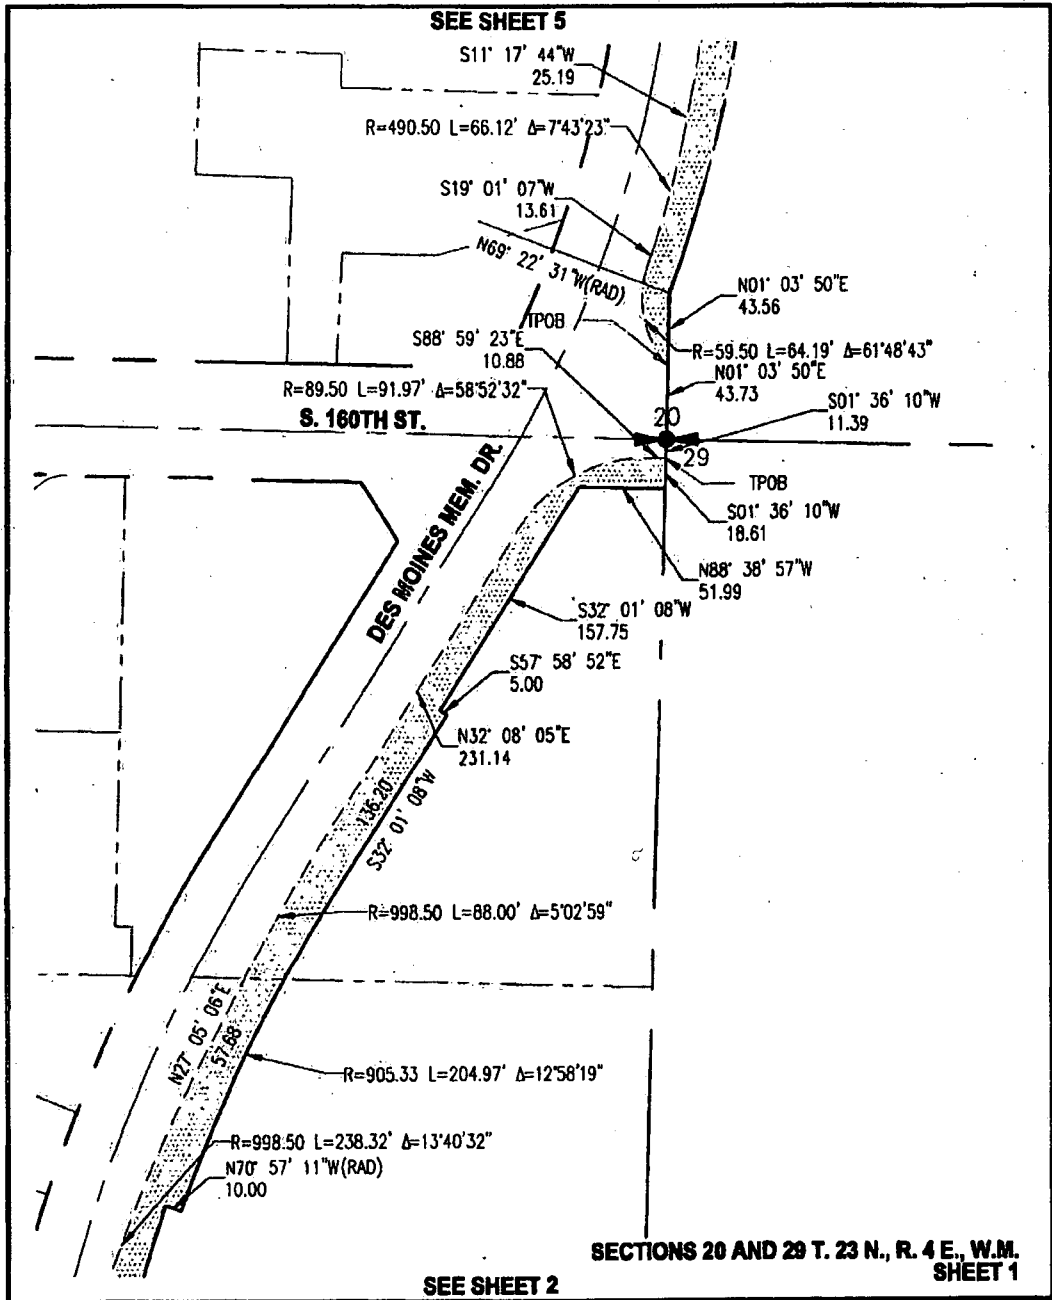 SEE SHEET 5
S11° 17' 44"W
25.19
R=490.50 L=66.12' Δ=7°43'23"
S19° 01' 07"W
13.61
N69° 22' 31"W(RAD)
N01° 03' 50"E
43.56
TPOB
S88° 59' 23"E
10.88
R=59.50 L=64.19' Δ=61°48'43"
N01° 03' 50"E
43.73
R=89.50 L=91.97' Δ=58°52'32"
S01° 36' 10"W
11.39
S. 160TH ST.
20
29
TPOB
S01° 36' 10"W
18.61
DES MOINES MEM. DR.
N88° 38' 57"W
51.99
S32° 01' 08"W
157.75
S57° 58' 52"E
5.00
N32° 08' 05"E
231.14
136.20
S32° 01' 08"W
R=998.50 L=88.00' Δ=5°02'59"
N27° 05' 06"E
57.68
R=905.33 L=204.97' Δ=12°58'19"
R=998.50 L=238.32' Δ=13°40'32"
N70° 57' 11"W(RAD)
10.00
SECTIONS 20 AND 29 T. 23 N., R. 4 E., W.M.
SHEET 1
SEE SHEET 2